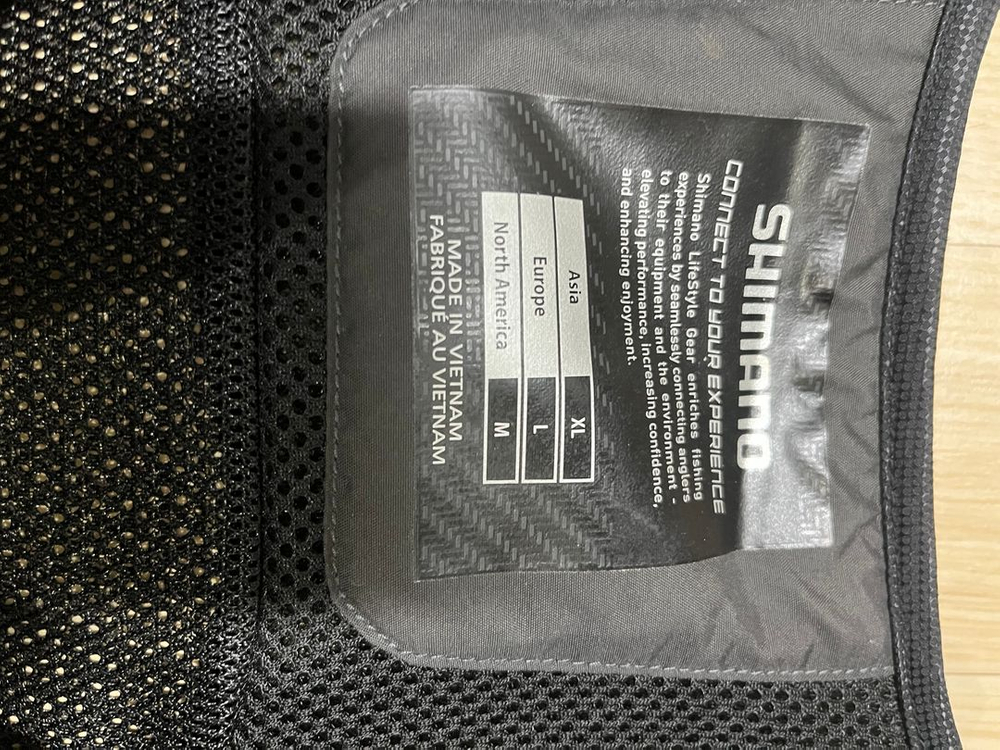 SHIMANO
CONNECT TO YOUR EXPERIENCE
Shimano LifeStyle Gear enriches fishing
experiences by seamlessly connecting anglers
to their equipment and the environment -
elevating performance, increasing confidence,
and enhancing enjoyment.
Asia XL
Europe L
North America M
MADE IN VIETNAM
FABRIQUÉ AU VIETNAM